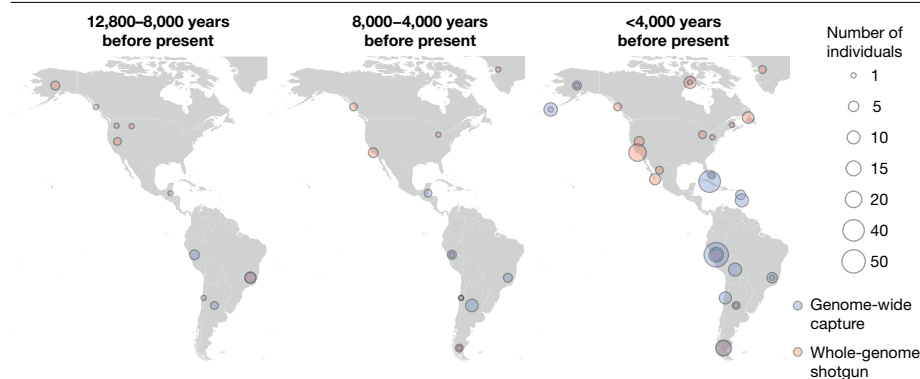 12,800–8,000 years
before present
8,000–4,000 years
before present
<4,000 years
before present
Number of
individuals
1
5
10
15
20
40
50
Genome-wide
capture
Whole-genome
shotgun